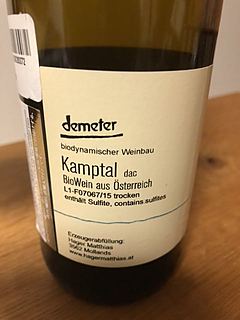 demeter
biodynamischer Weinbau
Kamptal dac
BioWein aus Österreich
L1-F07067/15 trocken
enthält Sulfite, contains.sulfites
Erzeugerabfüllung:
Hager Matthias
3562 Mollands
www.hagermatthias.at